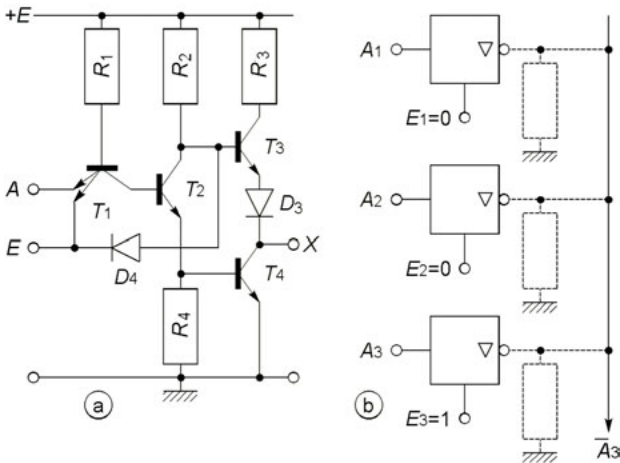 +E
R1
R2
R3
A
T1
T2
T3
D3
E
D4
X
T4
R4
a
A1
▽
E1=0
A2
▽
E2=0
A3
▽
E3=1
A̅3
b